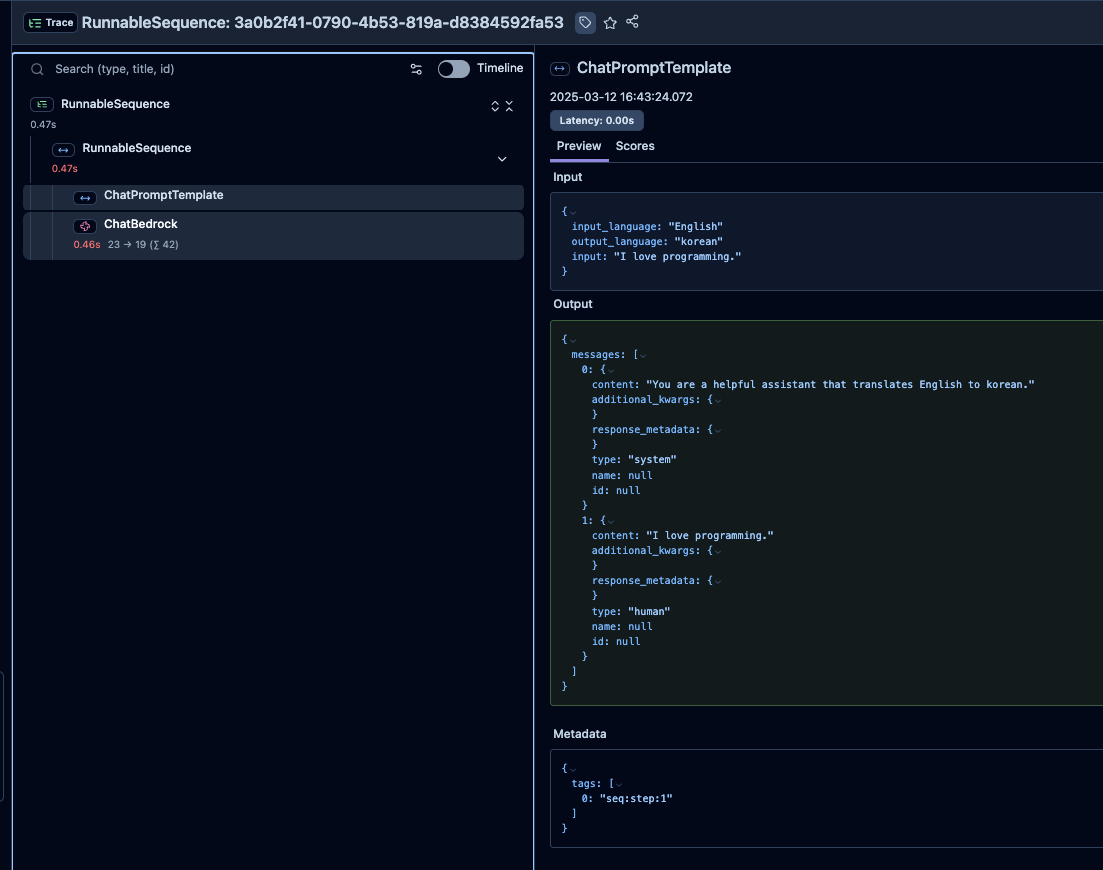 Trace RunnableSequence: 3a0b2f41-0790-4b53-819a-d8384592fa53
Search (type, title, id)
Timeline
RunnableSequence
0.47s
RunnableSequence
0.47s
ChatPromptTemplate
ChatBedrock
0.46s 23 → 19 (∑ 42)
ChatPromptTemplate
2025-03-12 16:43:24.072
Latency: 0.00s
Preview Scores
Input
{
input_language: "English"
output_language: "korean"
input: "I love programming."
}
Output
{
messages: [
0: {
content: "You are a helpful assistant that translates English to korean."
additional_kwargs: {
}
response_metadata: {
}
type: "system"
name: null
id: null
}
1: {
content: "I love programming."
additional_kwargs: {
}
response_metadata: {
}
type: "human"
name: null
id: null
}
]
}
Metadata
{
tags: [
0: "seq:step:1"
]
}